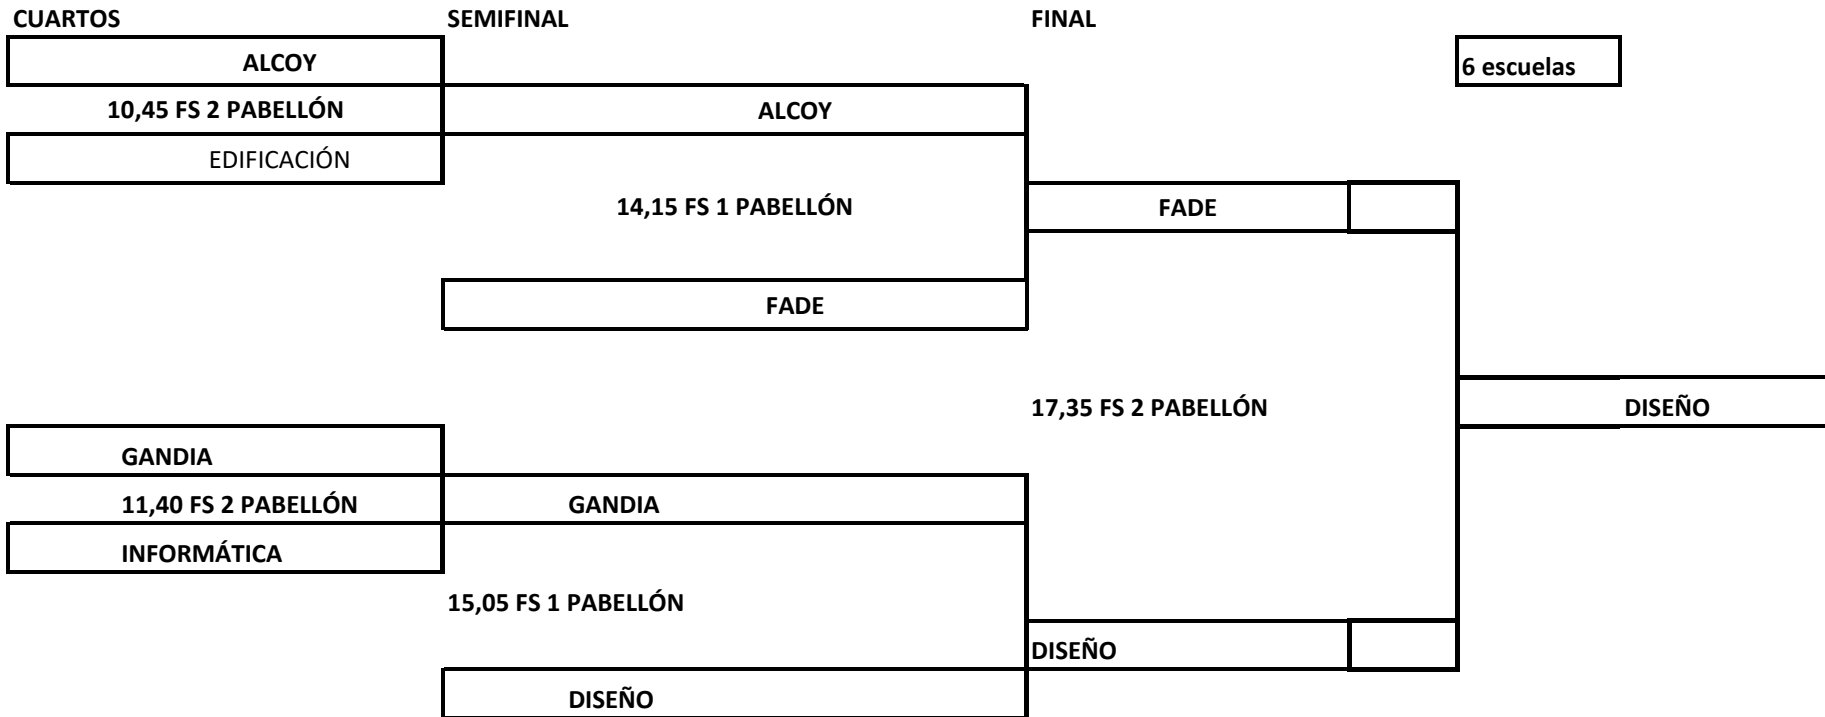 CUARTOS SEMIFINAL FINAL
ALCOY 6 escuelas
10,45 FS 2 PABELLÓN ALCOY
EDIFICACIÓN
14,15 FS 1 PABELLÓN FADE
FADE
17,35 FS 2 PABELLÓN DISEÑO
GANDIA
11,40 FS 2 PABELLÓN GANDIA
INFORMÁTICA
15,05 FS 1 PABELLÓN
DISEÑO
DISEÑO